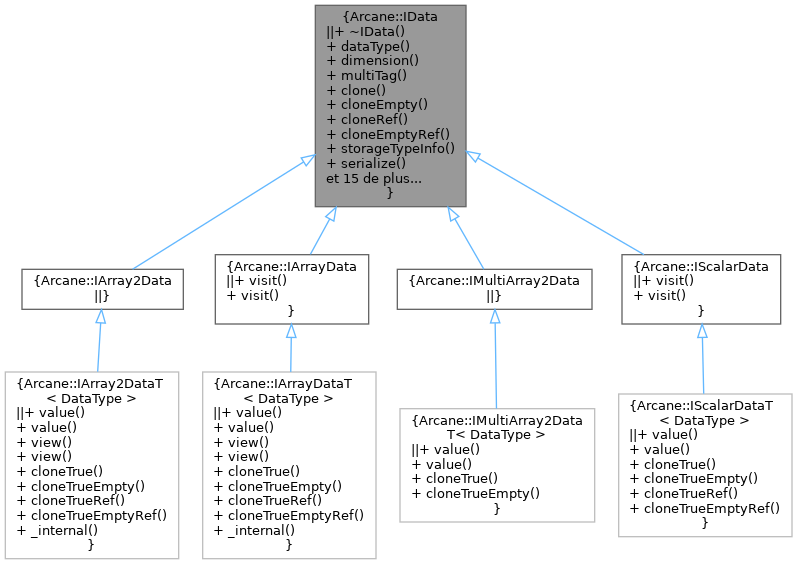 {Arcane::IData
||+ ~IData()
+ dataType()
+ dimension()
+ multiTag()
+ clone()
+ cloneEmpty()
+ cloneRef()
+ cloneEmptyRef()
+ storageTypeInfo()
+ serialize()
et 15 de plus...
}
{Arcane::IArray2Data
||}
{Arcane::IArrayData
||+ visit()
+ visit()
}
{Arcane::IMultiArray2Data
||}
{Arcane::IScalarData
||+ visit()
+ visit()
}
{Arcane::IArray2DataT
< DataType >
||+ value()
+ value()
+ view()
+ view()
+ cloneTrue()
+ cloneTrueEmpty()
+ cloneTrueRef()
+ cloneTrueEmptyRef()
+ _internal()
}
{Arcane::IArrayDataT
< DataType >
||+ value()
+ value()
+ view()
+ view()
+ cloneTrue()
+ cloneTrueEmpty()
+ cloneTrueRef()
+ cloneTrueEmptyRef()
+ _internal()
}
{Arcane::IMultiArray2Data
T< DataType >
||+ value()
+ value()
+ cloneTrue()
+ cloneTrueEmpty()
}
{Arcane::IScalarDataT
< DataType >
||+ value()
+ value()
+ cloneTrue()
+ cloneTrueEmpty()
+ cloneTrueRef()
+ cloneTrueEmptyRef()
}